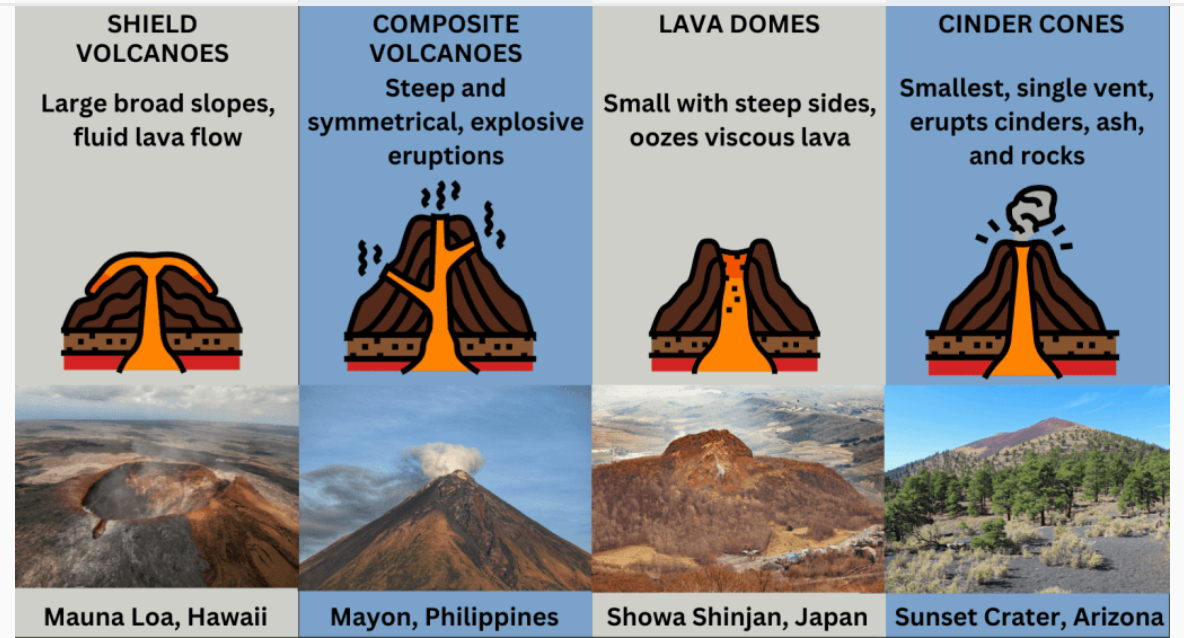 SHIELD
VOLCANOES
Large broad slopes,
fluid lava flow
Mauna Loa, Hawaii
COMPOSITE
VOLCANOES
Steep and
symmetrical, explosive
eruptions
Mayon, Philippines
LAVA DOMES
Small with steep sides,
oozes viscous lava
Showa Shinjan, Japan
CINDER CONES
Smallest, single vent,
erupts cinders, ash,
and rocks
Sunset Crater, Arizona